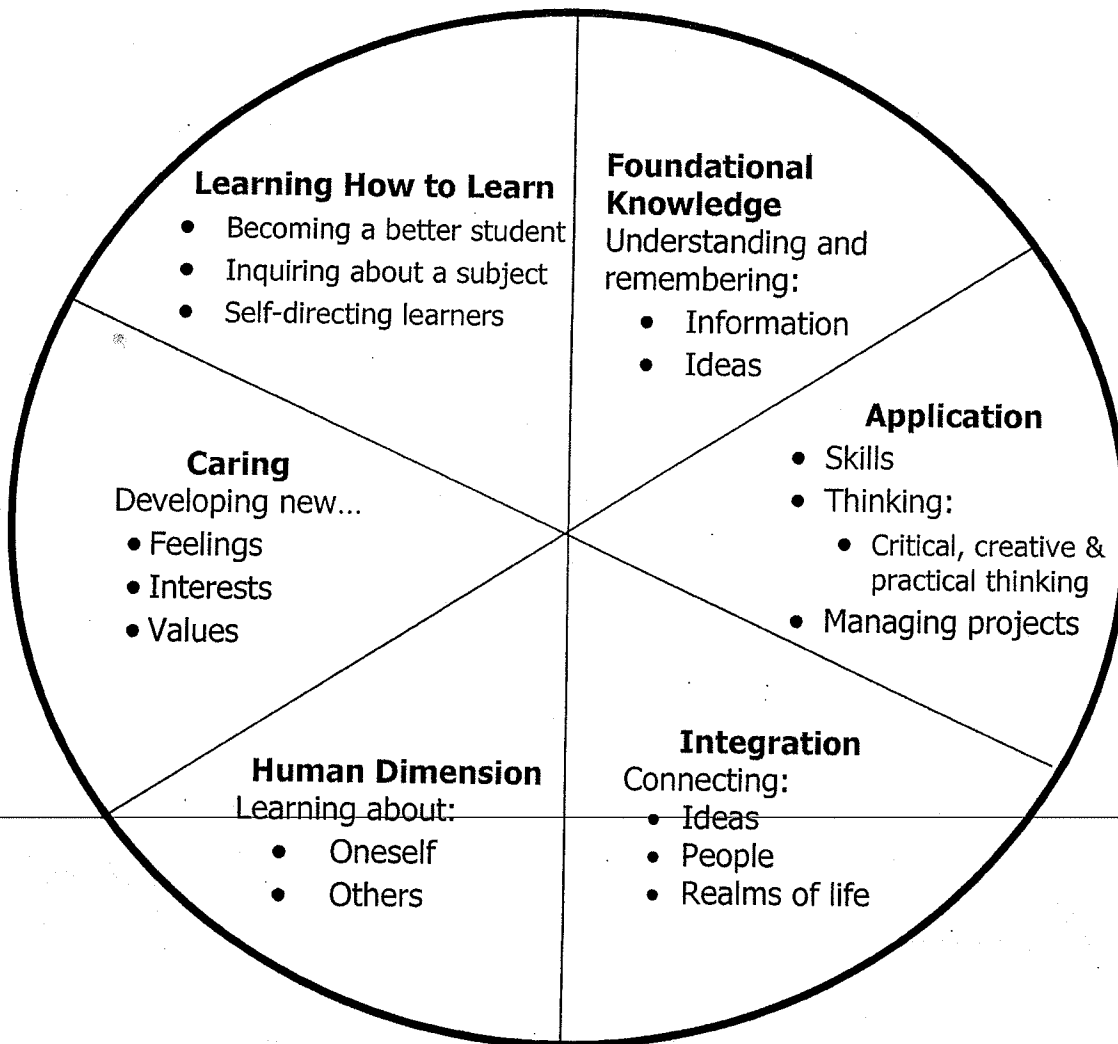 Learning How to Learn
• Becoming a better student
• Inquiring about a subject
• Self-directing learners
Foundational
Knowledge
Understanding and
remembering:
• Information
• Ideas
Application
• Skills
• Thinking:
• Critical, creative &
practical thinking
• Managing projects
Integration
Connecting:
• Ideas
• People
• Realms of life
Human Dimension
Learning about:
• Oneself
• Others
Caring
Developing new...
• Feelings
• Interests
• Values